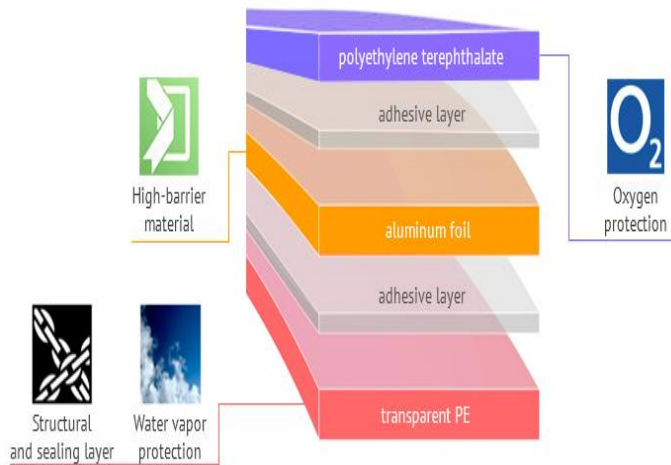 polyethylene terephthalate
adhesive layer
High-barrier
material
O2
Oxygen
protection
aluminum foil
adhesive layer
Structural
and sealing layer
Water vapor
protection
transparent PE